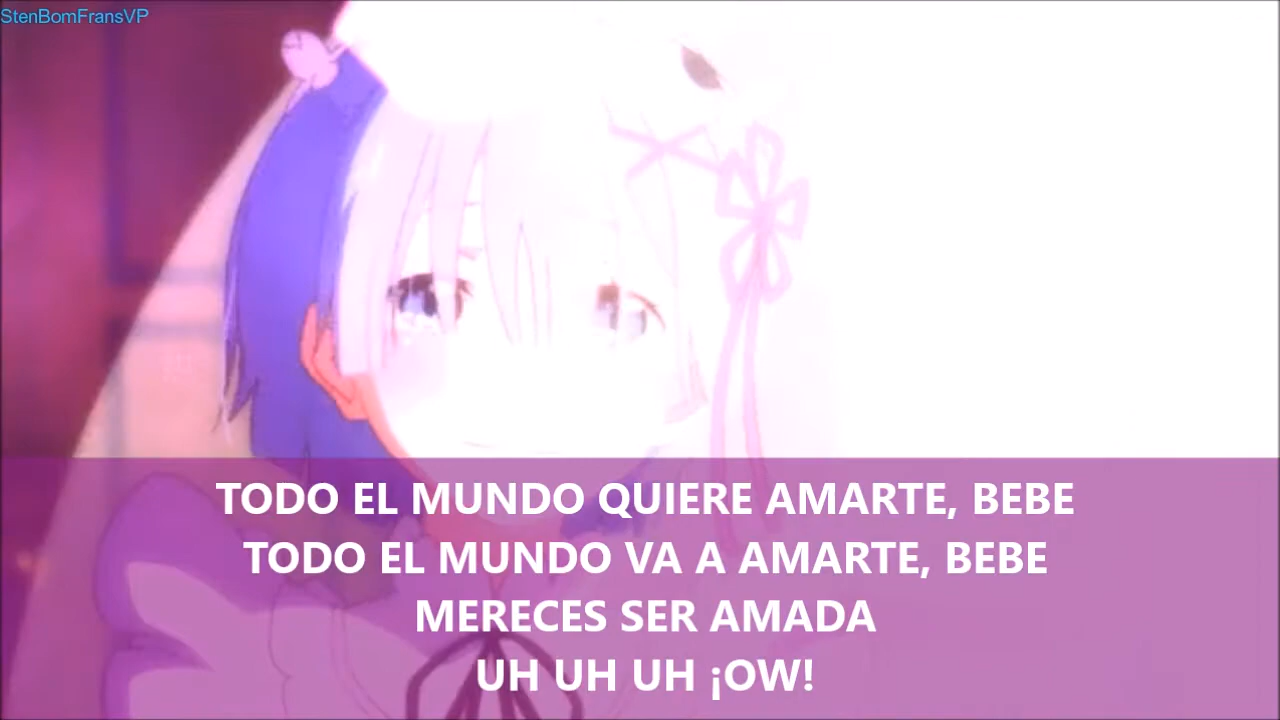 StenBomFransVP
TODO EL MUNDO QUIERE AMARTE, BEBE
TODO EL MUNDO VA A AMARTE, BEBE
MERECES SER AMADA
UH UH UH ¡OW!